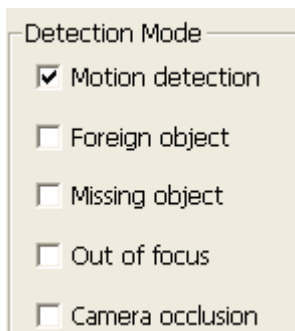 Detection Mode
Motion detection
Foreign object
Missing object
Out of focus
Camera occlusion